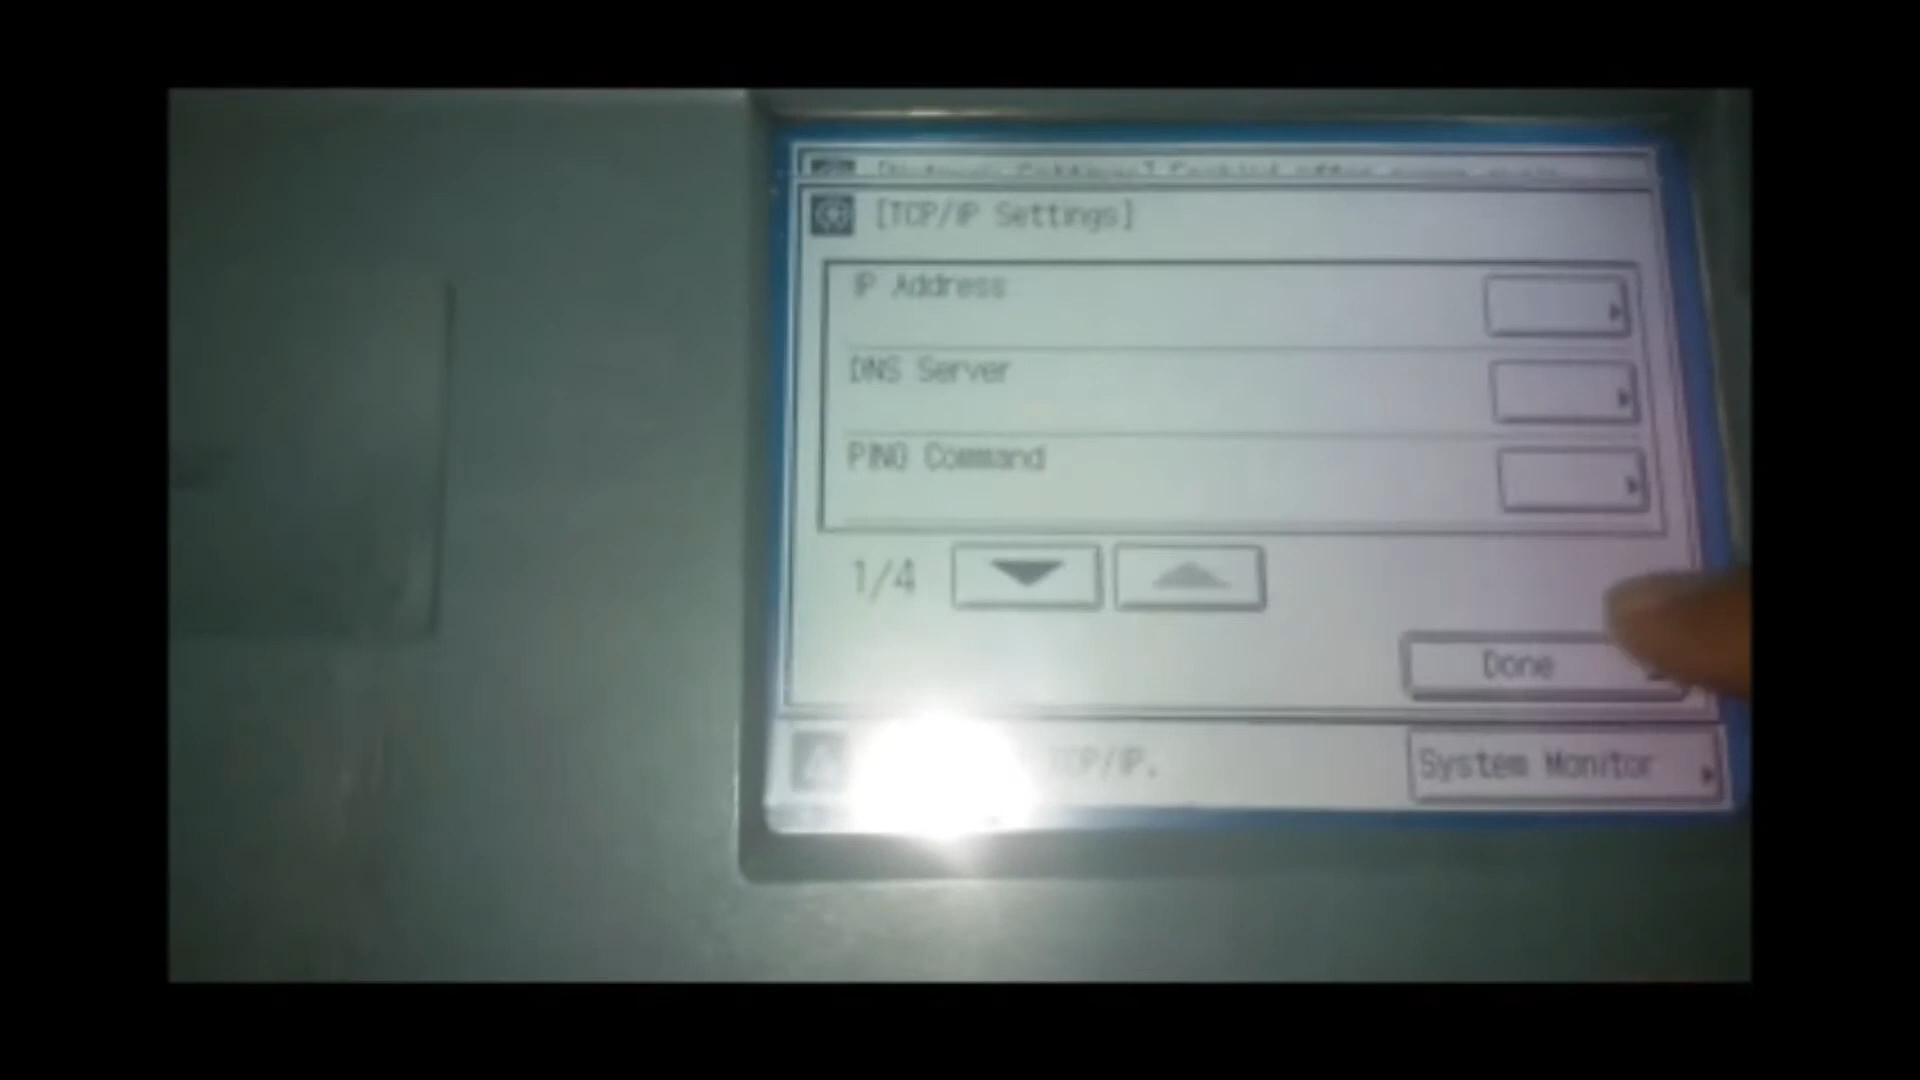 [TCP/IP Settings]
IP Address
DNS Server
PING Command
1/4
Done
TCP/IP.
System Monitor